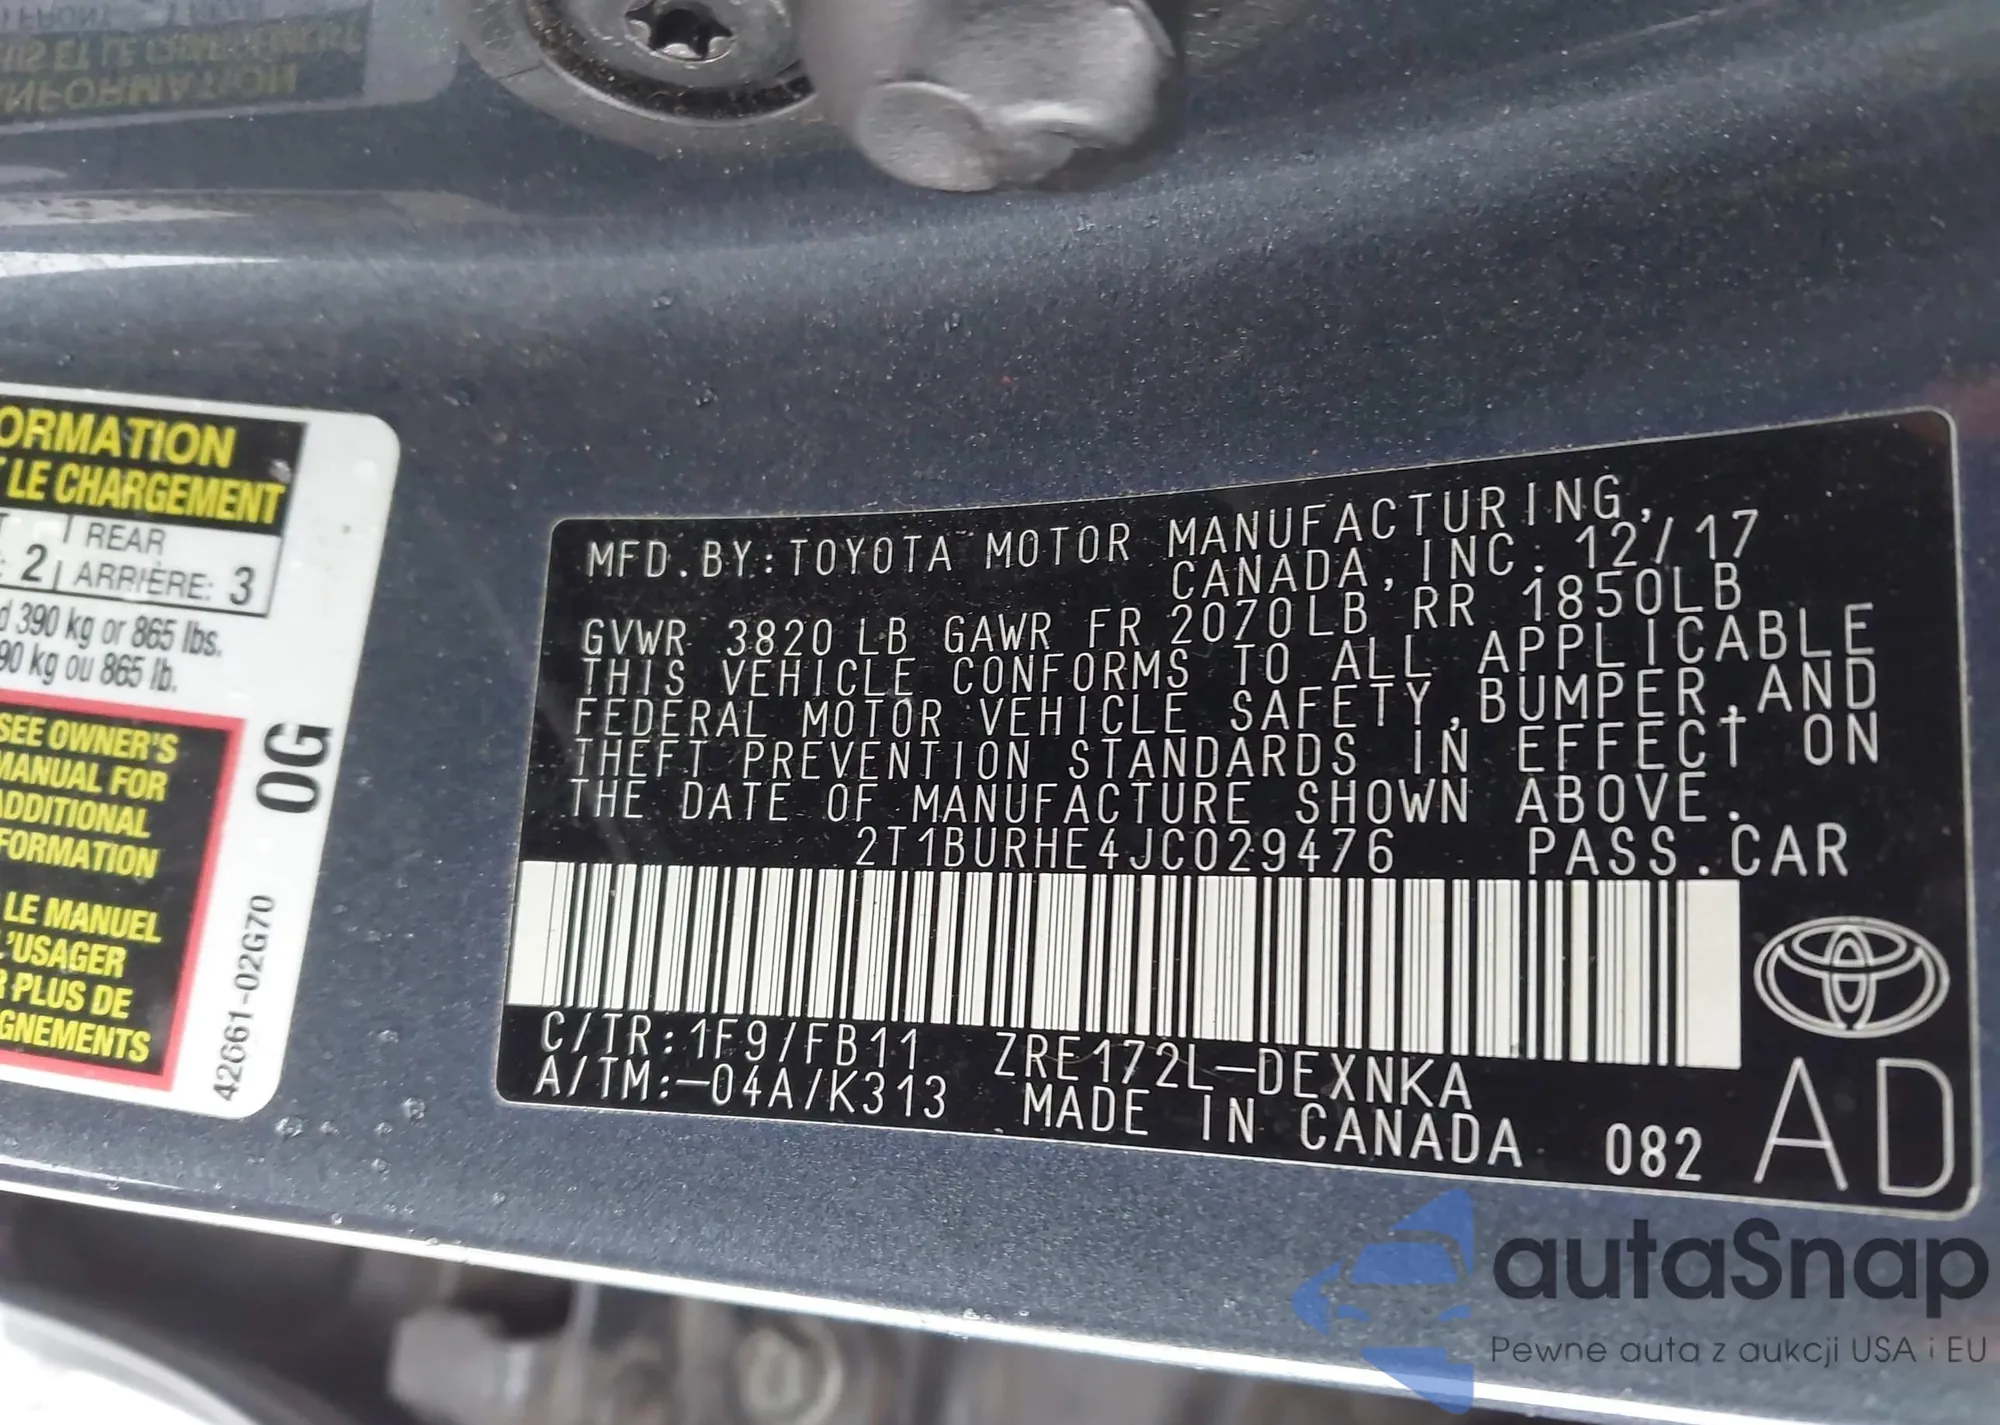 ORMATION
LE CHARGEMENT
REAR
2 ARRIÈRE: 3
390 kg or 865 lbs.
90 kg ou 865 lb.
SEE OWNER'S
MANUAL FOR
ADDITIONAL
FORMATION
LE MANUEL
L'USAGER
PLUS DE
GNEMENTS
0G
42661-02G70
MFD.BY:TOYOTA MOTOR MANUFACTURING,
CANADA,INC. 12/17
GVWR 3820 LB GAWR FR 2070LB RR 1850LB
THIS VEHICLE CONFORMS TO ALL APPLICABLE
FEDERAL MOTOR VEHICLE SAFETY,BUMPER,AND
THEFT PREVENTION STANDARDS IN EFFECT ON
THE DATE OF MANUFACTURE SHOWN ABOVE.
2T1BURHE4JC029476 PASS.CAR
C/TR:1F9/FB11 ZRE172L-DEXNKA
A/TM:-04A/K313 MADE IN CANADA 082
AD
autaSnap
Pewne auta z aukcji USA i EU